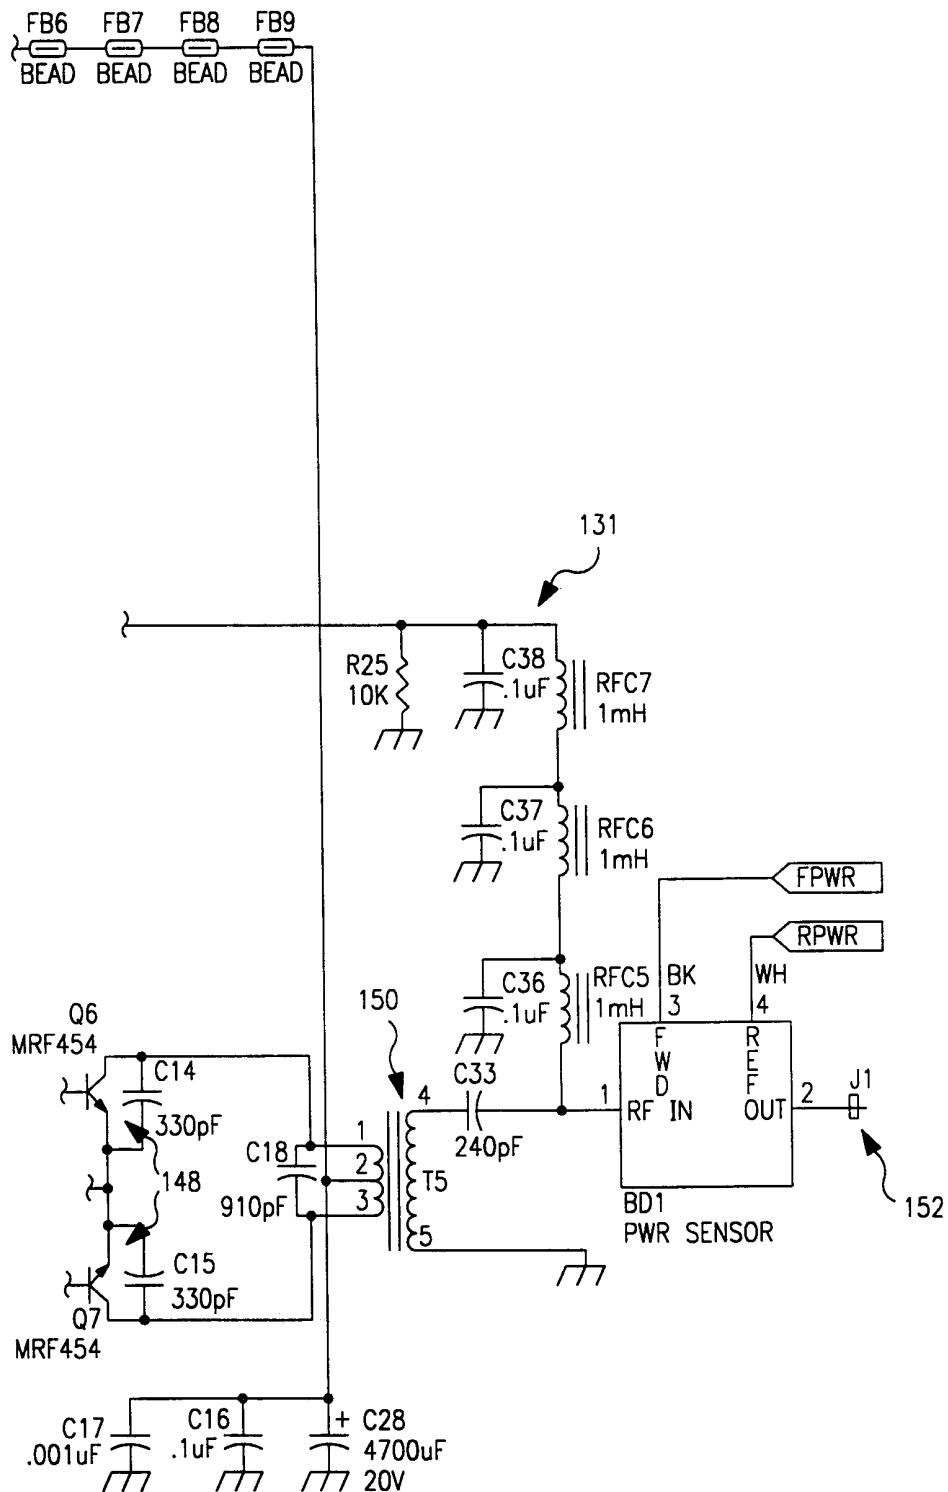 FB6 FB7 FB8 FB9
BEAD BEAD BEAD BEAD
131
R25
10K
C38
.1uF
RFC7
1mH
C37
.1uF
RFC6
1mH
FPWR
RPWR
C36
.1uF
RFC5
1mH
BK
3
WH
4
150
Q6
MRF454
C14
330pF
C33
240pF
4
1
FWD
REF
RF IN
OUT
2
J1
C18
910pF
1
2
3
T5
5
148
152
BD1
PWR SENSOR
C15
330pF
Q7
MRF454
C17
.001uF
C16
.1uF
+
C28
4700uF
20V